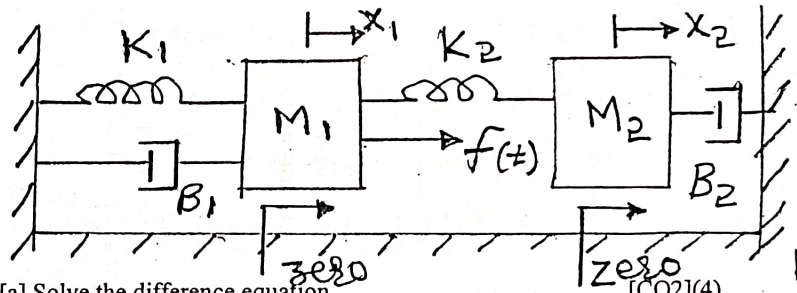 K1 x1 K2 x2
M1 M2
f(t)
B1 B2
zero zero
[a] Solve the difference equation [CO2](4)